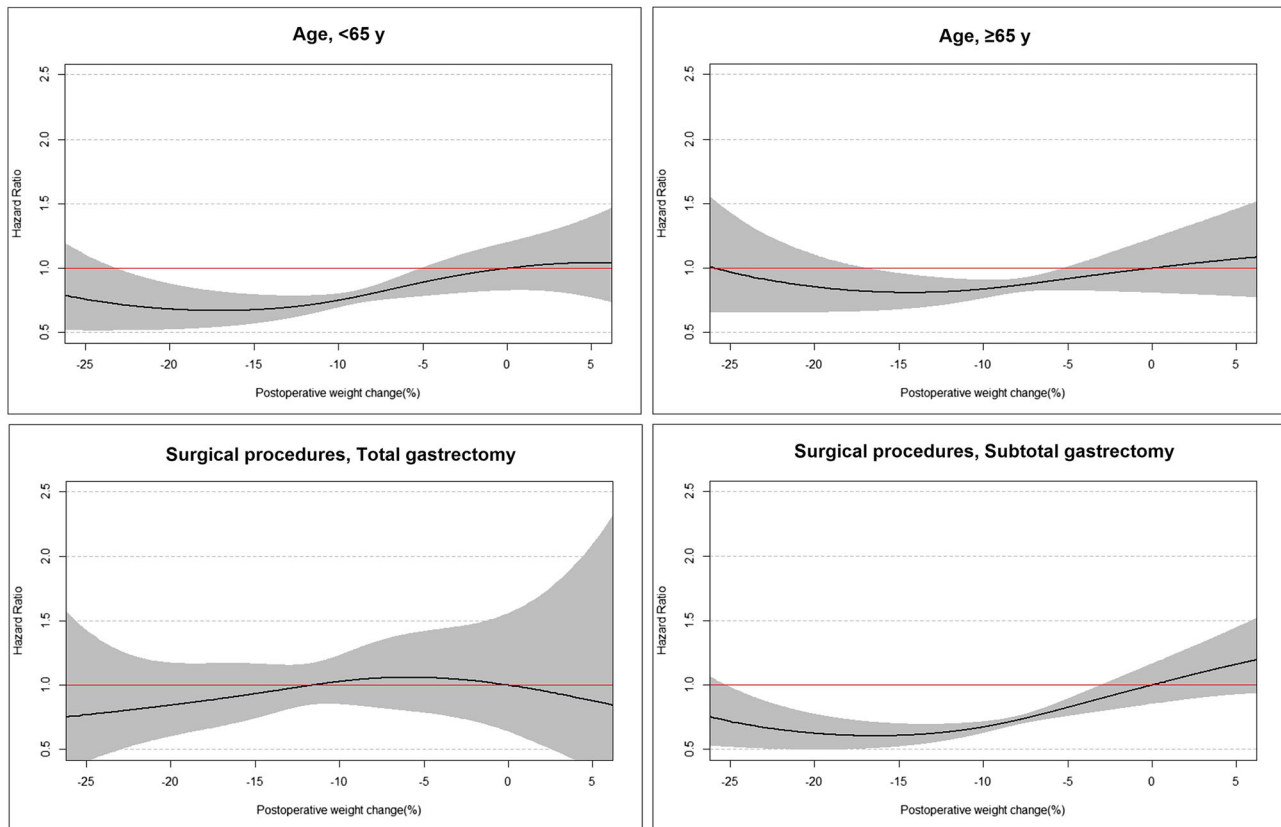 Age, <65 y
2.5
2.0
1.5
1.0
0.5
Hazard Ratio
-25 -20 -15 -10 -5 0 5
Postoperative weight change(%)
Age, ≥65 y
2.5
2.0
1.5
1.0
0.5
Hazard Ratio
-25 -20 -15 -10 -5 0 5
Postoperative weight change(%)
Surgical procedures, Total gastrectomy
2.5
2.0
1.5
1.0
0.5
Hazard Ratio
-25 -20 -15 -10 -5 0 5
Postoperative weight change(%)
Surgical procedures, Subtotal gastrectomy
2.5
2.0
1.5
1.0
0.5
Hazard Ratio
-25 -20 -15 -10 -5 0 5
Postoperative weight change(%)